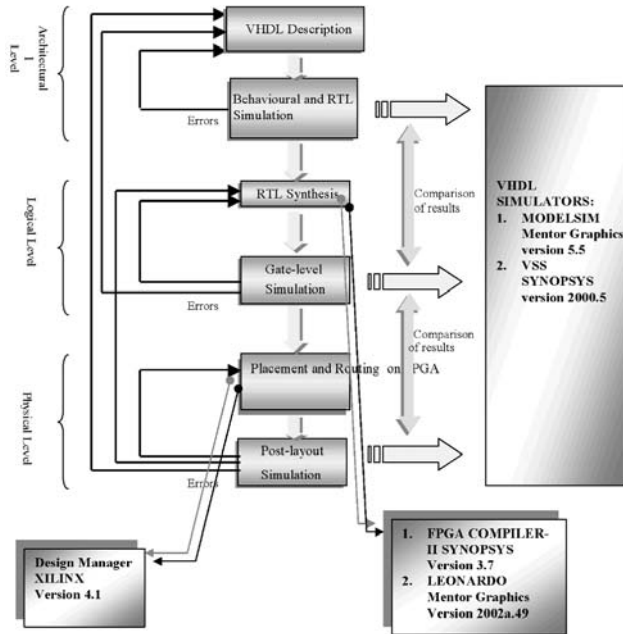 Architectural
l
Level
VHDL Description
Behavioural and RTL
Simulation
Errors
Logical Level
RTL Synthesis
Gate-level
Simulation
Errors
Comparison
of results
Physical Level
Placement and Routing on PGA
Post-layout
Simulation
Errors
Comparison
of results
VHDL
SIMULATORS:
1. MODELSIM
Mentor Graphics
version 5.5
2. VSS
SYNOPSYS
version 2000.5
Design Manager
XILINX
Version 4.1
1. FPGA COMPILER-
II SYNOPSYS
Version 3.7
2. LEONARDO
Mentor Graphics
Version 2002a.49